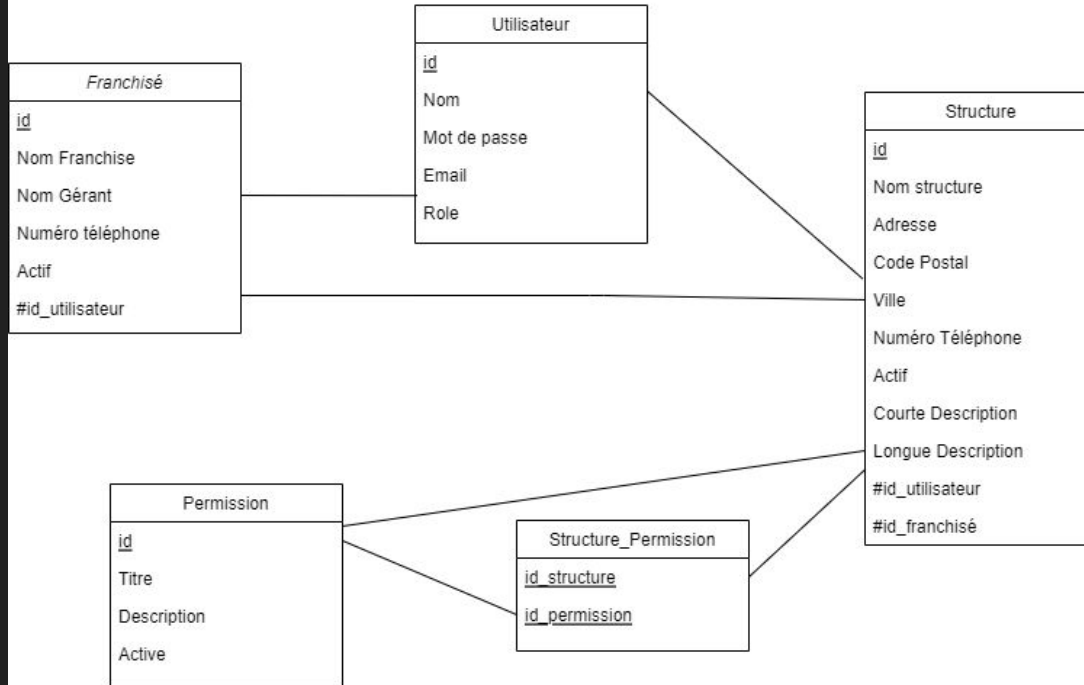 Utilisateur
id
Nom
Mot de passe
Email
Role
Franchisé
id
Nom Franchise
Nom Gérant
Numéro téléphone
Actif
#id_utilisateur
Structure
id
Nom structure
Adresse
Code Postal
Ville
Numéro Téléphone
Actif
Courte Description
Longue Description
#id_utilisateur
#id_franchisé
Permission
id
Titre
Description
Active
Structure_Permission
id_structure
id_permission